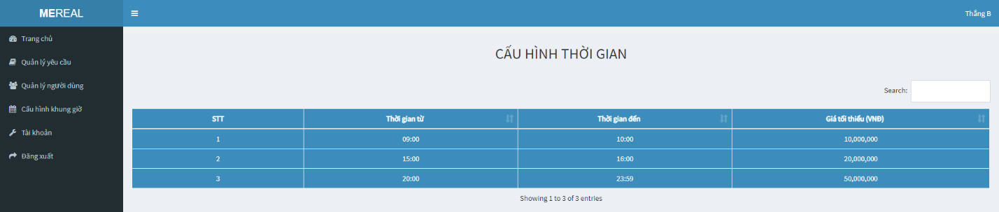 MEREAL
Thắng B
Trang chủ
Quản lý yêu cầu
Quản lý người dùng
Cấu hình khung giờ
Tài khoản
Đăng xuất
CẤU HÌNH THỜI GIAN
Search:
STT Thời gian từ Thời gian đến Giá tối thiểu (VNĐ)
1 09:00 10:00 10,000,000
2 15:00 16:00 20,000,000
3 20:00 23:59 50,000,000
Showing 1 to 3 of 3 entries